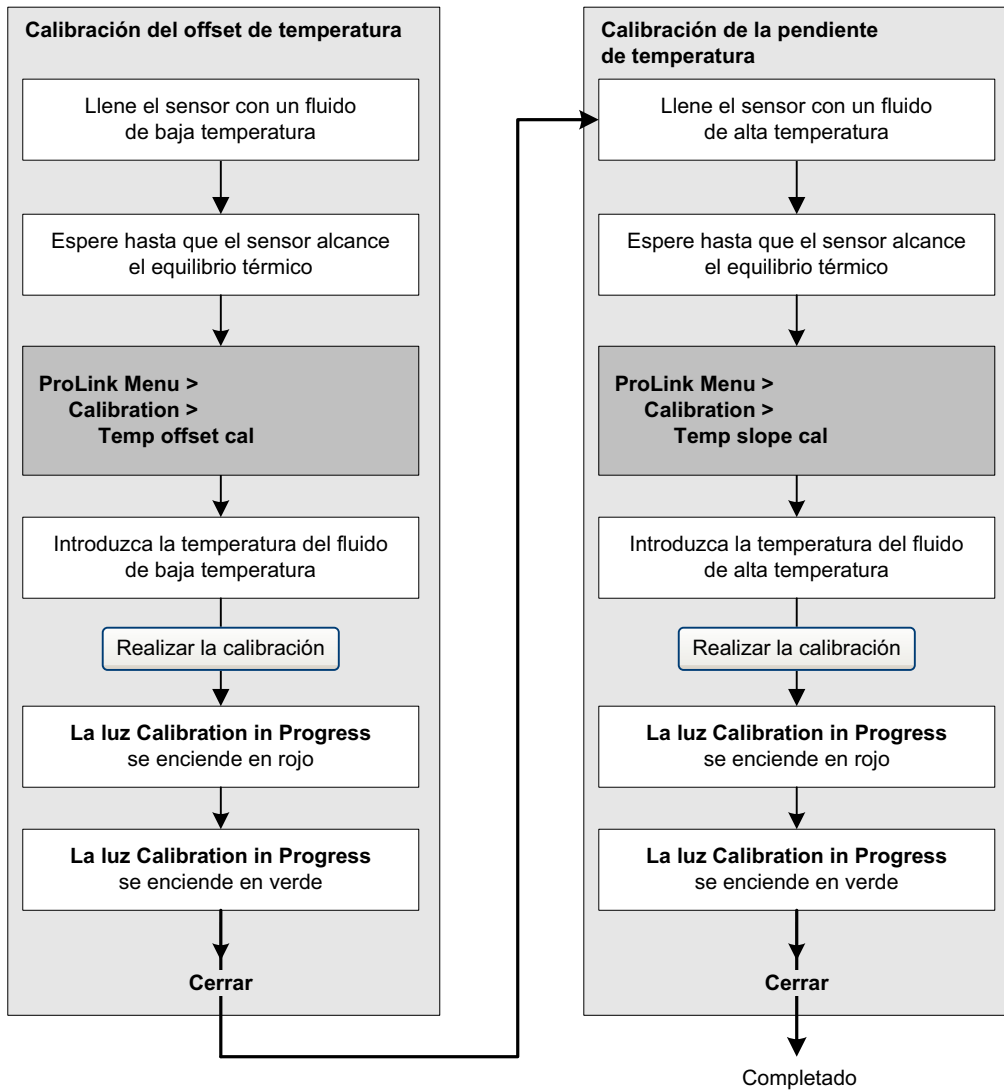 Calibración del offset de temperatura
Llene el sensor con un fluido
de baja temperatura
Espere hasta que el sensor alcance
el equilibrio térmico
ProLink Menu >
Calibration >
Temp offset cal
Introduzca la temperatura del fluido
de baja temperatura
Realizar la calibración
La luz Calibration in Progress
se enciende en rojo
La luz Calibration in Progress
se enciende en verde
Cerrar
Calibración de la pendiente
de temperatura
Llene el sensor con un fluido
de alta temperatura
Espere hasta que el sensor alcance
el equilibrio térmico
ProLink Menu >
Calibration >
Temp slope cal
Introduzca la temperatura del fluido
de alta temperatura
Realizar la calibración
La luz Calibration in Progress
se enciende en rojo
La luz Calibration in Progress
se enciende en verde
Cerrar
Completado